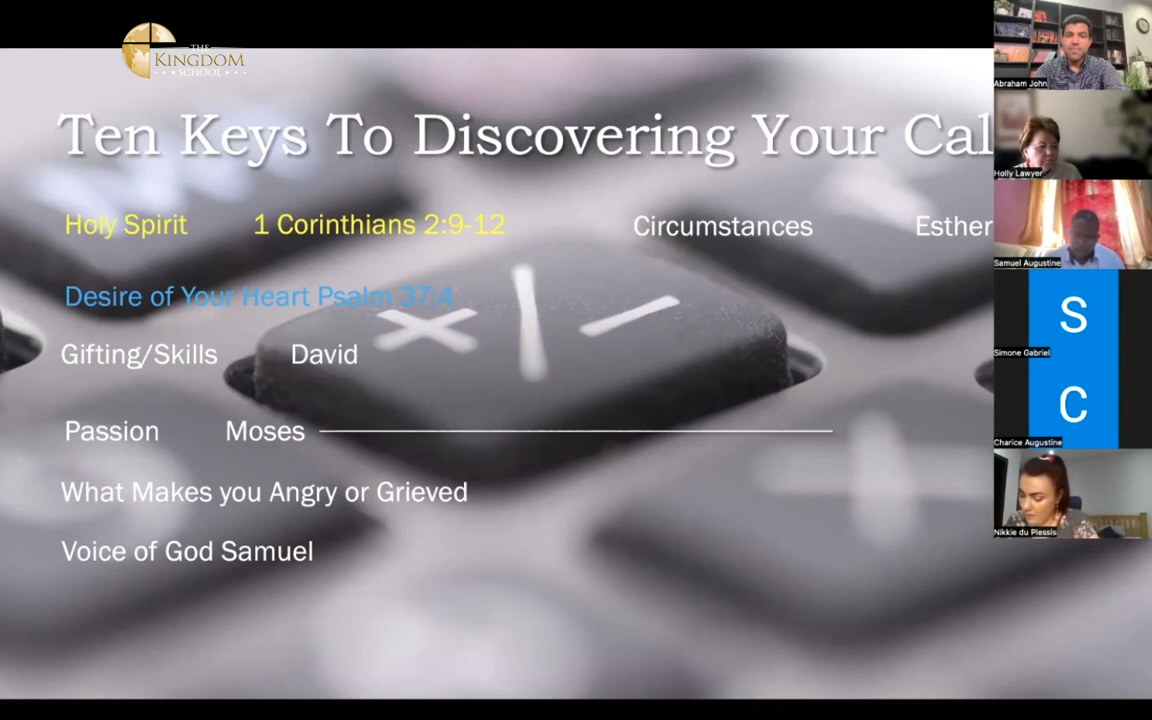 THE
KINGDOM
SCHOOL
Ten Keys To Discovering Your Cal
Holy Spirit 1 Corinthians 2:9-12 Circumstances Esther
Desire of Your Heart Psalm 37:4
Gifting/Skills David
Passion Moses
What Makes you Angry or Grieved
Voice of God Samuel
Abraham John
Holly Lawyer
Samuel Augustine
S
Simone Gabriel
C
Charice Augustine
Nikkie du Plessis